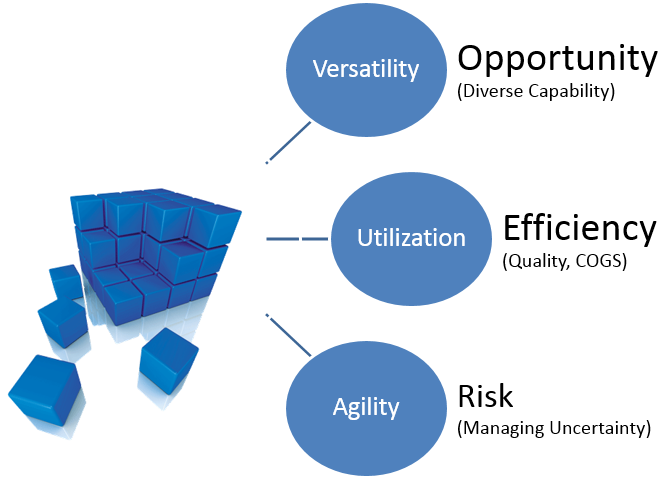 Versatility
Opportunity
(Diverse Capability)
Utilization
Efficiency
(Quality, COGS)
Agility
Risk
(Managing Uncertainty)